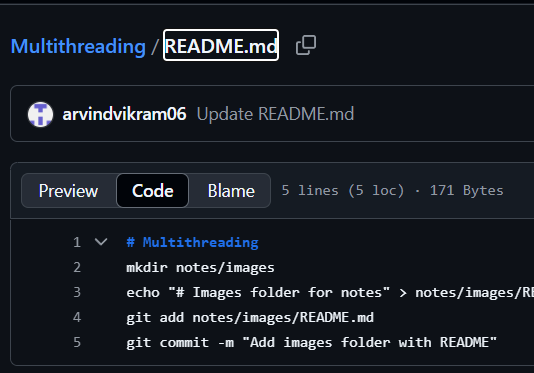 Multithreading / README.md
arvindvikram06 Update README.md
Preview Code Blame 5 lines (5 loc) · 171 Bytes
1 # Multithreading
2 mkdir notes/images
3 echo "# Images folder for notes" > notes/images/RE
4 git add notes/images/README.md
5 git commit -m "Add images folder with README"